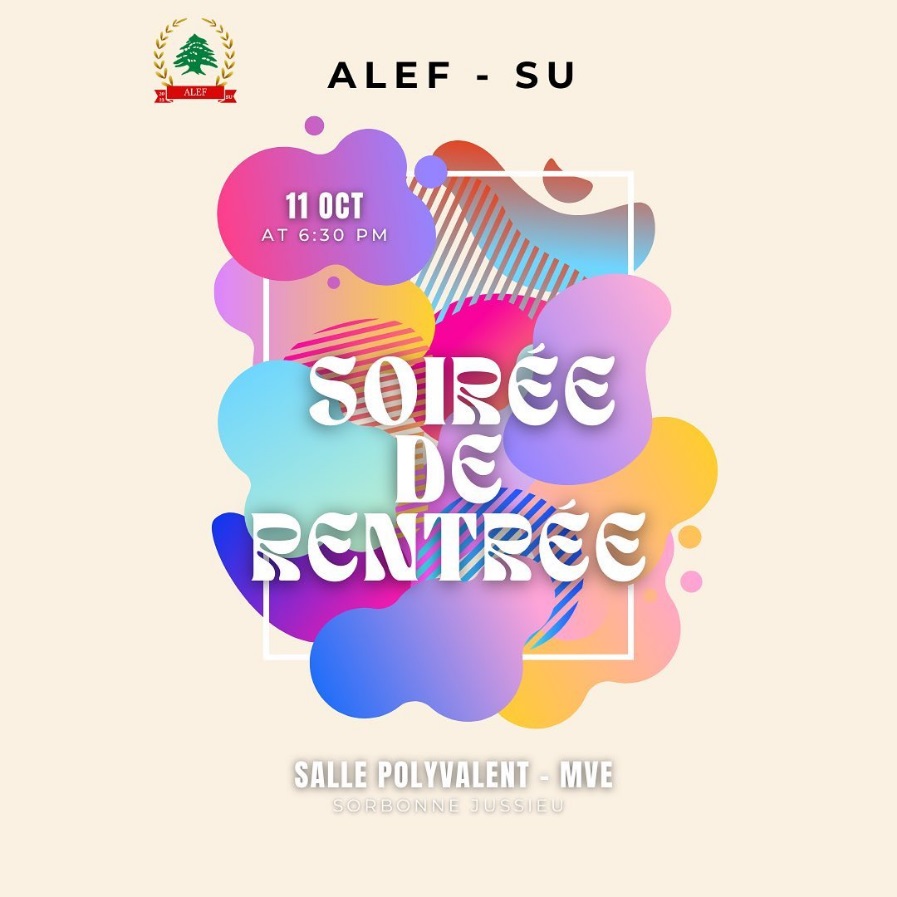 ALEF
ALEF - SU
11 OCT
AT 6:30 PM
SOIRÉE
DE
RENTRÉE
SALLE POLYVALENT - MVE
SORBONNE JUSSIEU